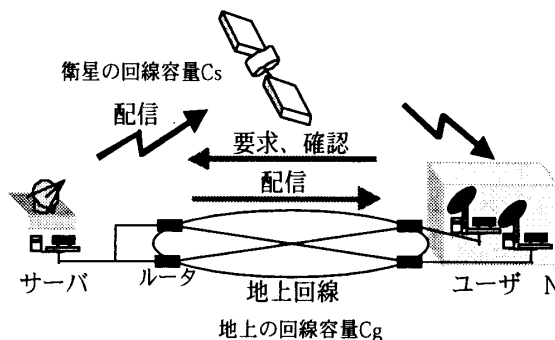 衛星の回線容量Cs
配信
要求、確認
配信
サーバ
ルータ
地上回線
ユーザ N
地上の回線容量Cg